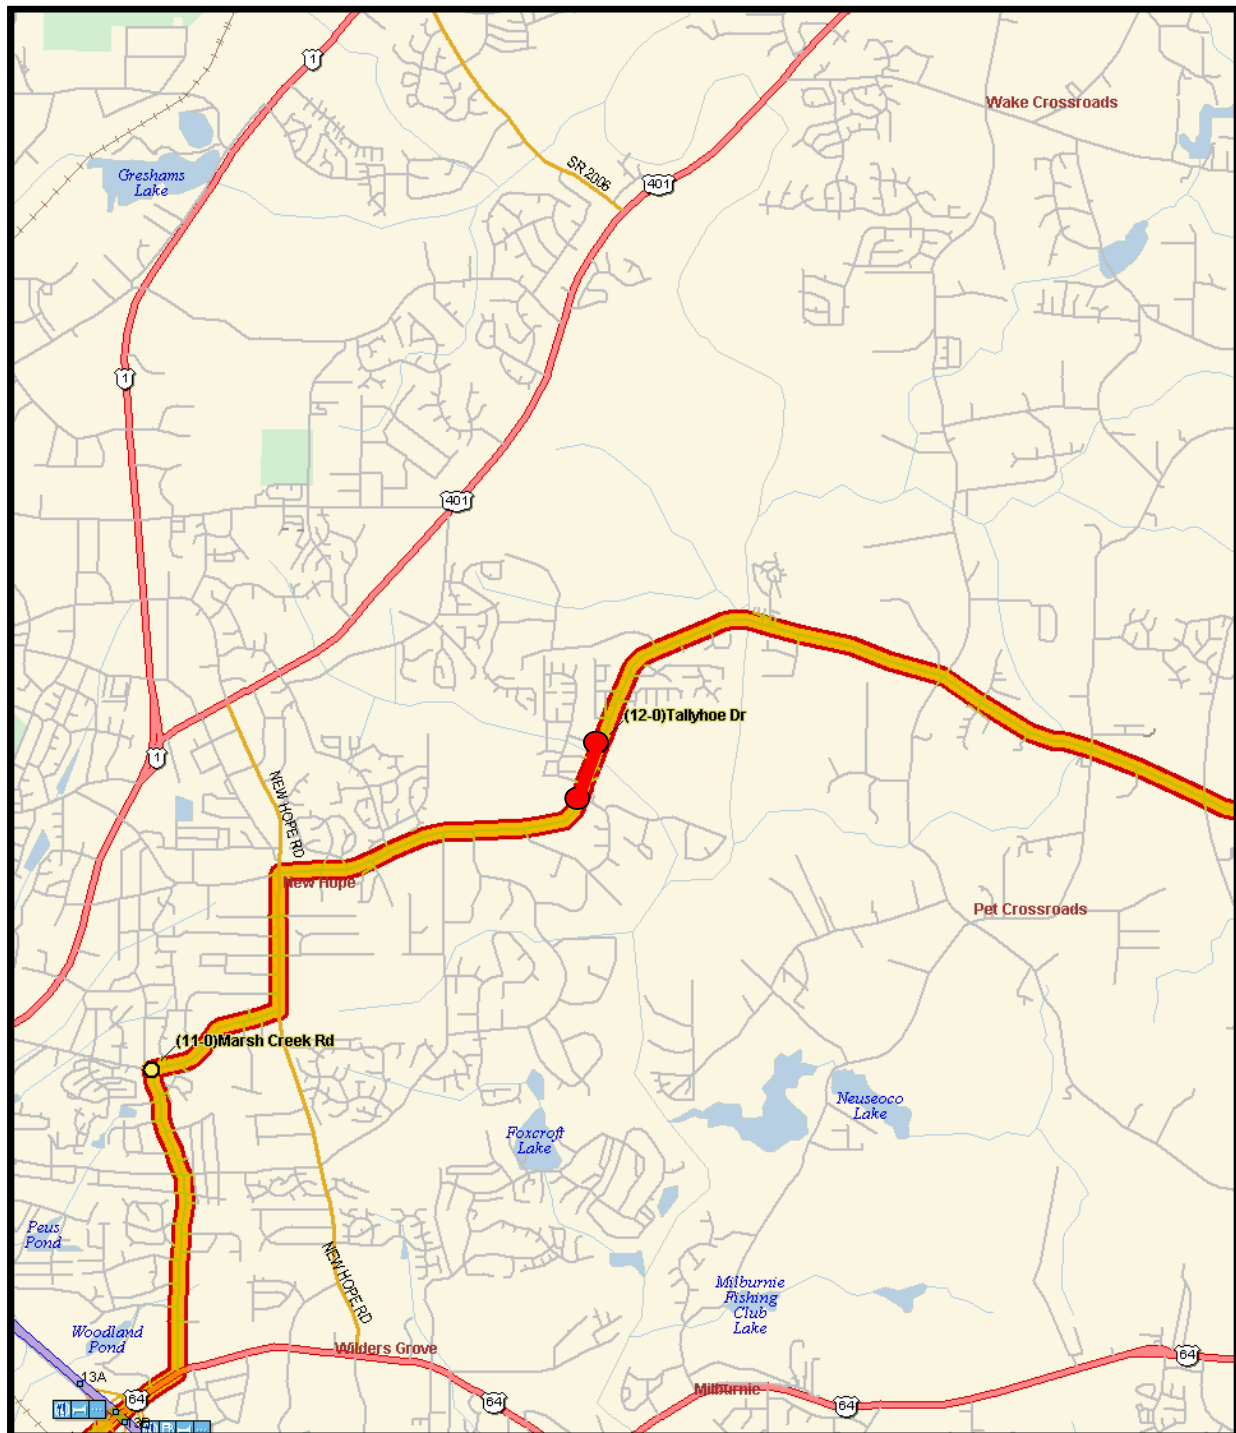 1
Wake Crossroads
SR 2006
401
Greshams
Lake
1
401
(12-0)Tallyhoe Dr
1
NEW HOPE RD
New Hope
Pet Crossroads
(11-0)Marsh Creek Rd
Neuseoco
Lake
Foxcroft
Lake
Peus
Pond
NEW HOPE RD
Milburnie
Fishing
Club
Lake
Woodland
Pond
Wilders Grove
64
13A
Milburnie
64
64
64